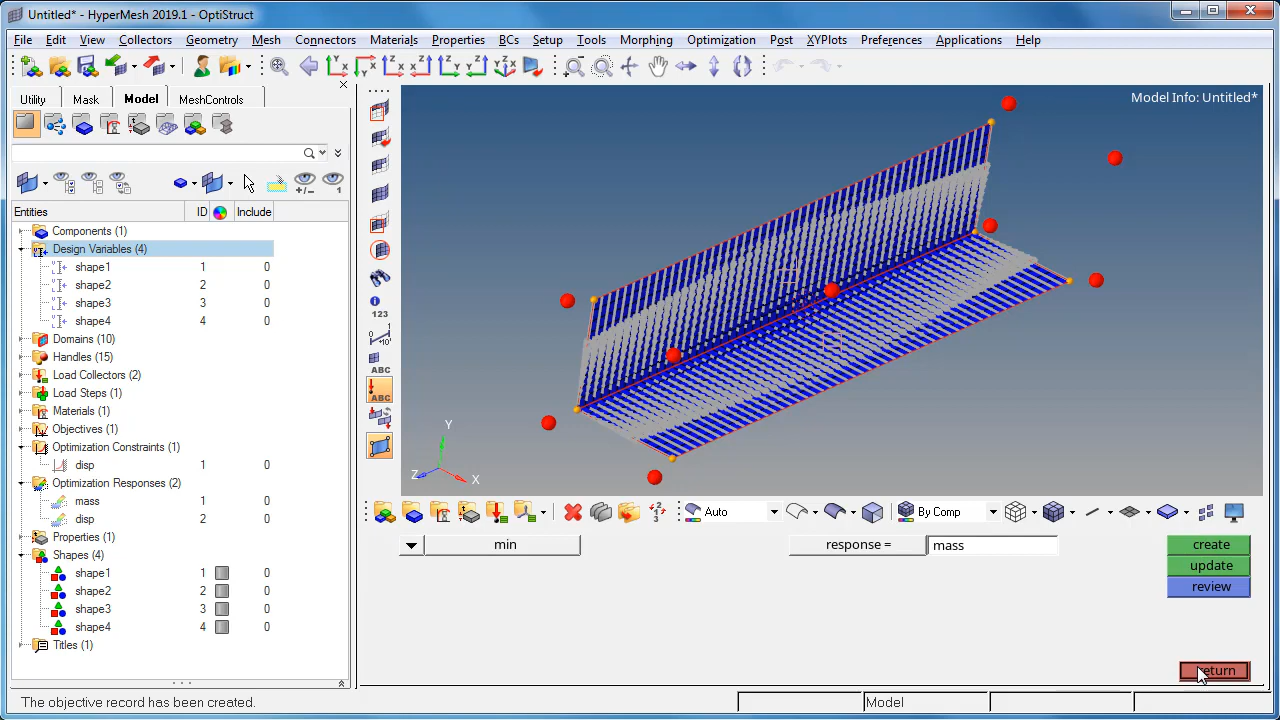 Untitled* - HyperMesh 2019.1 - OptiStruct
File Edit View Collectors Geometry Mesh Connectors Materials Properties BCs Setup Tools Morphing Optimization Post XYPlots Preferences Applications Help
Utility Mask Model MeshControls
Model Info: Untitled*
Entities ID Include
Components (1)
Design Variables (4)
shape1 1 0
shape2 2 0
shape3 3 0
shape4 4 0
Domains (10)
Handles (15)
Load Collectors (2)
Load Steps (1)
Materials (1)
Objectives (1)
Optimization Constraints (1)
disp 1 0
Optimization Responses (2)
mass 1 0
disp 2 0
Properties (1)
Shapes (4)
shape1 1 0
shape2 2 0
shape3 3 0
shape4 4 0
Titles (1)
123
ABC
ABC
Y
Z X
Auto By Comp
min response = mass
create
update
review
return
The objective record has been created. Model